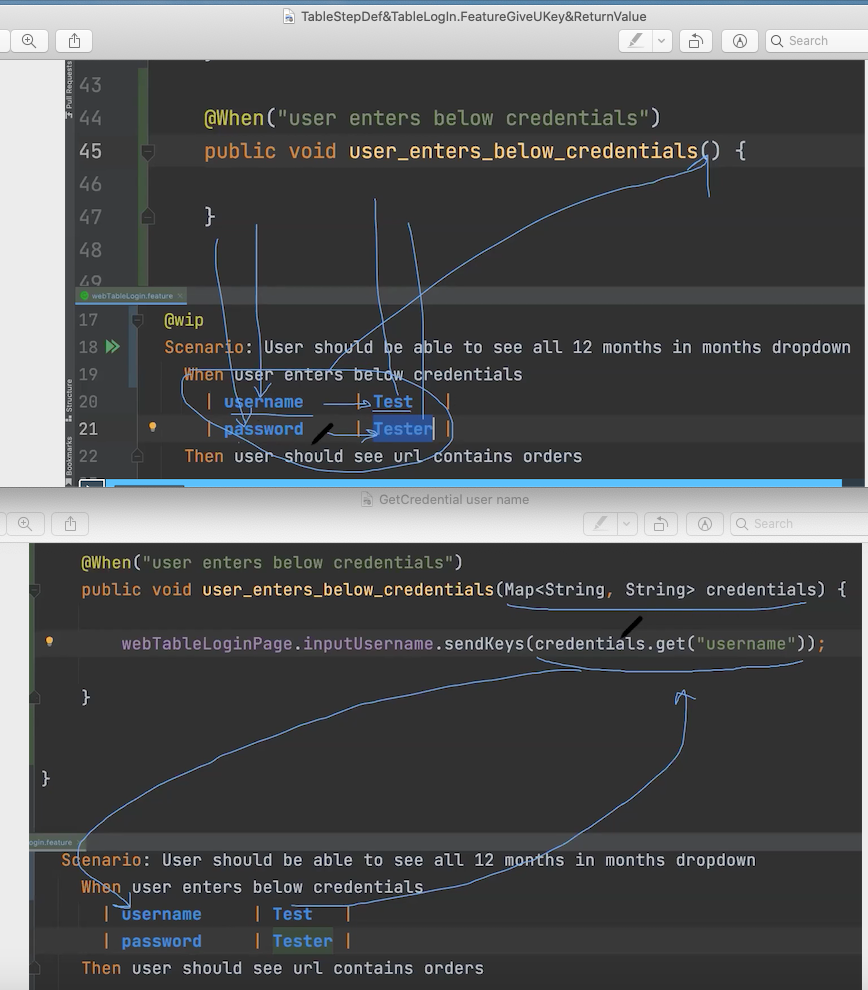 TableStepDef&TableLogIn.FeatureGiveUKey&ReturnValue
Search
Pull Requests
43
44 @When("user enters below credentials")
45 public void user_enters_below_credentials() {
46
47 }
48
49
webTableLogin.feature
17 @wip
18 Scenario: User should be able to see all 12 months in months dropdown
19 When user enters below credentials
20 | username | Test |
21 | password | Tester |
22 Then user should see url contains orders
Structure
Bookmarks
GetCredential user name
Search
@When("user enters below credentials")
public void user_enters_below_credentials(Map<String, String> credentials) {
webTableLoginPage.inputUsername.sendKeys(credentials.get("username"));
}
}
ogin.feature
Scenario: User should be able to see all 12 months in months dropdown
When user enters below credentials
| username | Test |
| password | Tester |
Then user should see url contains orders